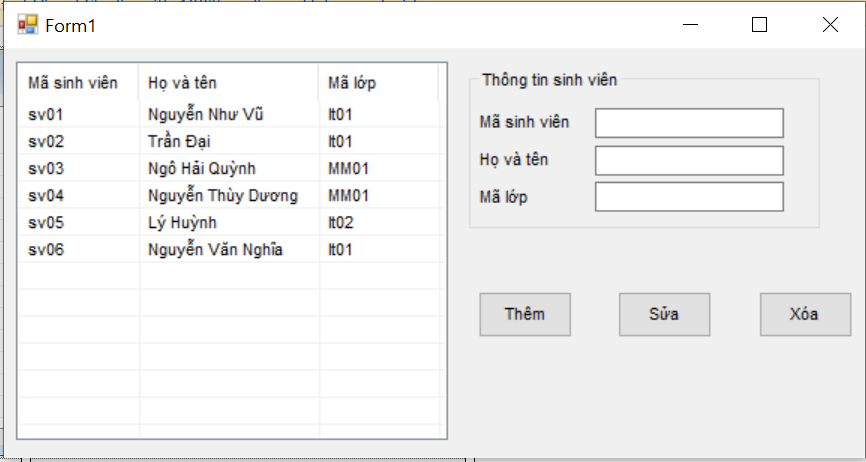 Form1
Mã sinh viên Họ và tên Mã lớp
sv01 Nguyễn Như Vũ lt01
sv02 Trần Đại lt01
sv03 Ngô Hải Quỳnh MM01
sv04 Nguyễn Thùy Dương MM01
sv05 Lý Huỳnh lt02
sv06 Nguyễn Văn Nghĩa lt01
Thông tin sinh viên
Mã sinh viên
Họ và tên
Mã lớp
Thêm Sửa Xóa